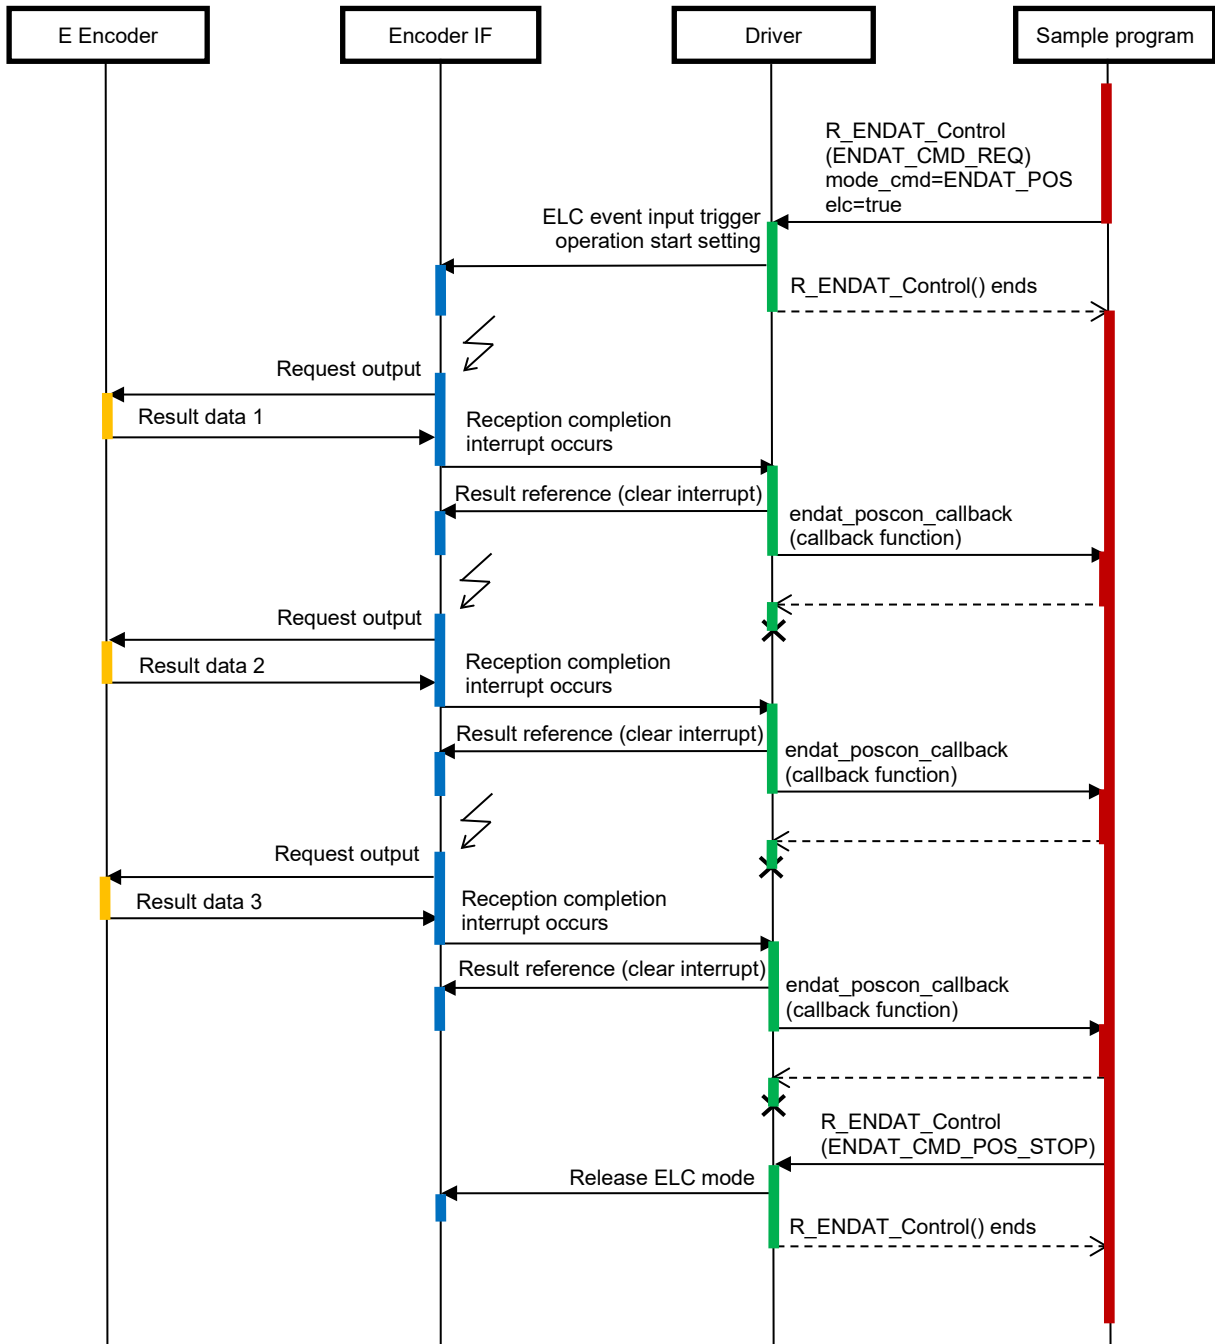 E Encoder
Encoder IF
Driver
Sample program
R_ENDAT_Control
(ENDAT_CMD_REQ)
mode_cmd=ENDAT_POS
elc=true
ELC event input trigger
operation start setting
R_ENDAT_Control() ends
Request output
Result data 1
Reception completion
interrupt occurs
Result reference (clear interrupt)
endat_poscon_callback
(callback function)
Request output
Result data 2
Reception completion
interrupt occurs
Result reference (clear interrupt)
endat_poscon_callback
(callback function)
Request output
Result data 3
Reception completion
interrupt occurs
Result reference (clear interrupt)
endat_poscon_callback
(callback function)
R_ENDAT_Control
(ENDAT_CMD_POS_STOP)
Release ELC mode
R_ENDAT_Control() ends